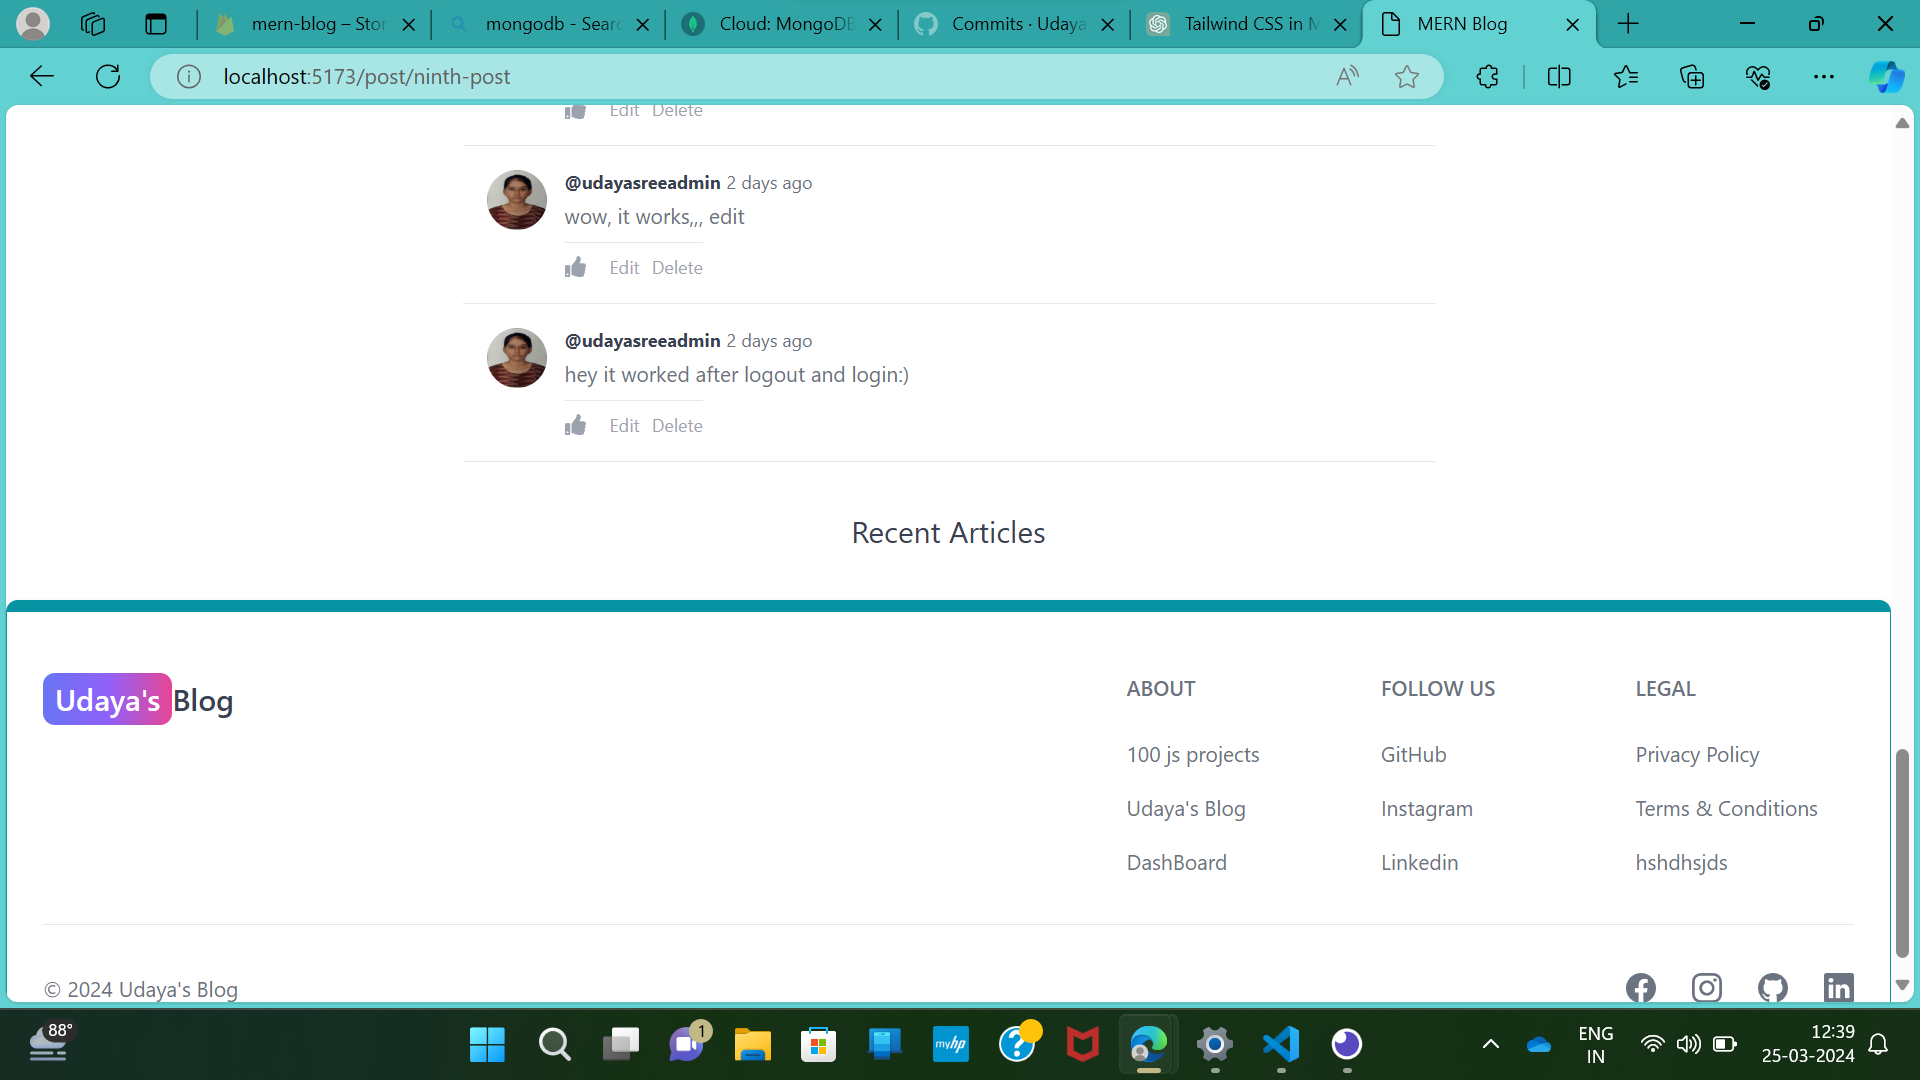 mern-blog – Stor
mongodb - Searc
Cloud: MongoDB
Commits · Udaya
Tailwind CSS in M
MERN Blog
localhost:5173/post/ninth-post
Edit Delete
@udayasreeadmin 2 days ago
wow, it works,,, edit
Edit Delete
@udayasreeadmin 2 days ago
hey it worked after logout and login:)
Edit Delete
Recent Articles
Udaya's Blog
ABOUT
FOLLOW US
LEGAL
100 js projects
GitHub
Privacy Policy
Udaya's Blog
Instagram
Terms & Conditions
DashBoard
Linkedin
hshdhsjds
© 2024 Udaya's Blog
88°
1
myhp
ENG
IN
12:39
25-03-2024